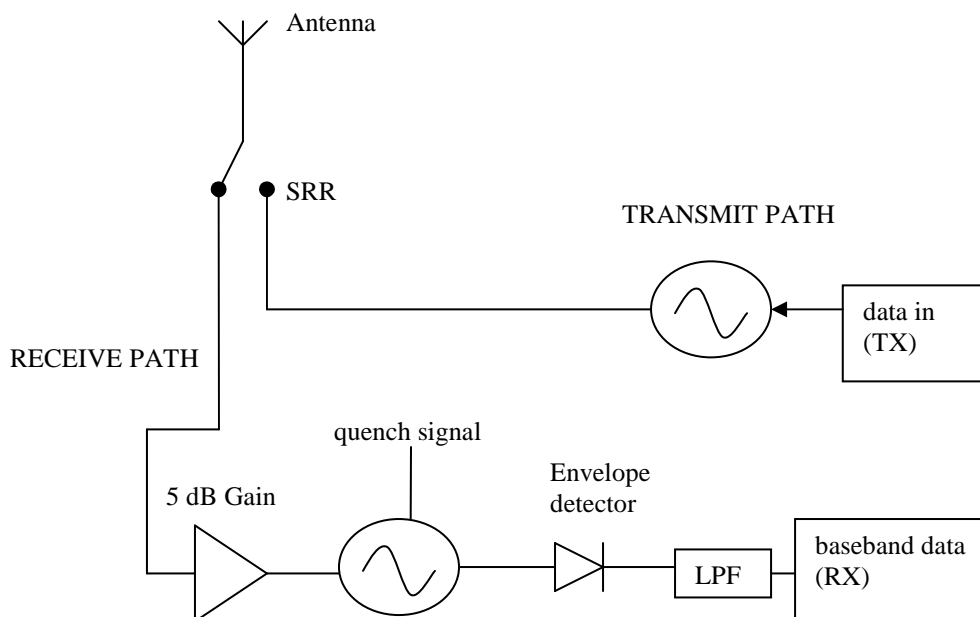 Antenna
SRR
TRANSMIT PATH
data in
(TX)
RECEIVE PATH
quench signal
5 dB Gain
Envelope
detector
LPF
baseband data
(RX)